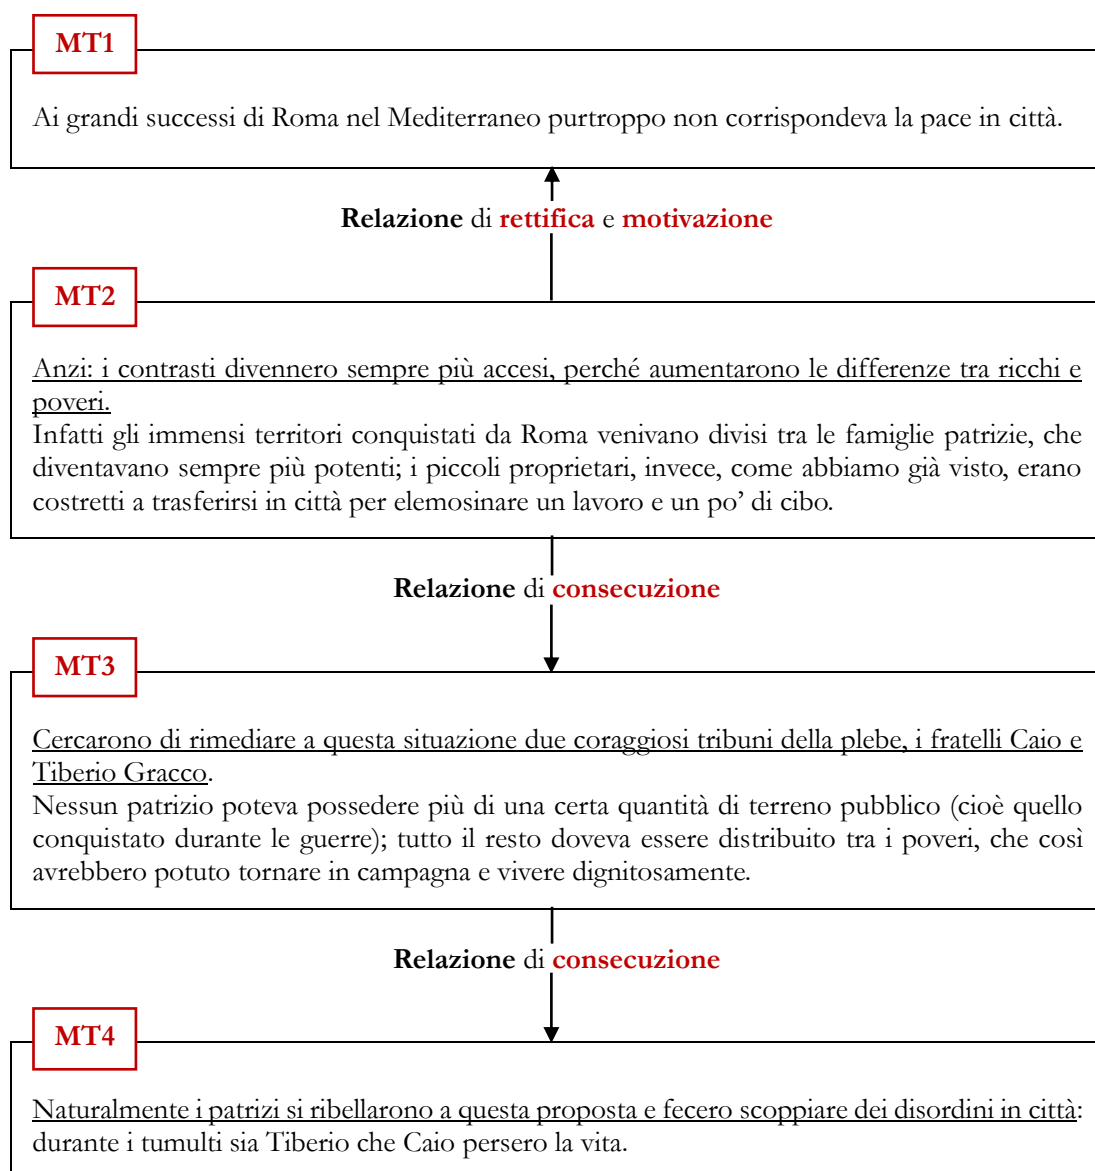 MT1
Ai grandi successi di Roma nel Mediterraneo purtroppo non corrispondeva la pace in città.
Relazione di rettifica e motivazione
MT2
Anzi: i contrasti divennero sempre più accesi, perché aumentarono le differenze tra ricchi e
poveri.
Infatti gli immensi territori conquistati da Roma venivano divisi tra le famiglie patrizie, che
diventavano sempre più potenti; i piccoli proprietari, invece, come abbiamo già visto, erano
costretti a trasferirsi in città per elemosinare un lavoro e un po’ di cibo.
Relazione di consecuzione
MT3
Cercarono di rimediare a questa situazione due coraggiosi tribuni della plebe, i fratelli Caio e
Tiberio Gracco.
Nessun patrizio poteva possedere più di una certa quantità di terreno pubblico (cioè quello
conquistato durante le guerre); tutto il resto doveva essere distribuito tra i poveri, che così
avrebbero potuto tornare in campagna e vivere dignitosamente.
Relazione di consecuzione
MT4
Naturalmente i patrizi si ribellarono a questa proposta e fecero scoppiare dei disordini in città:
durante i tumulti sia Tiberio che Caio persero la vita.